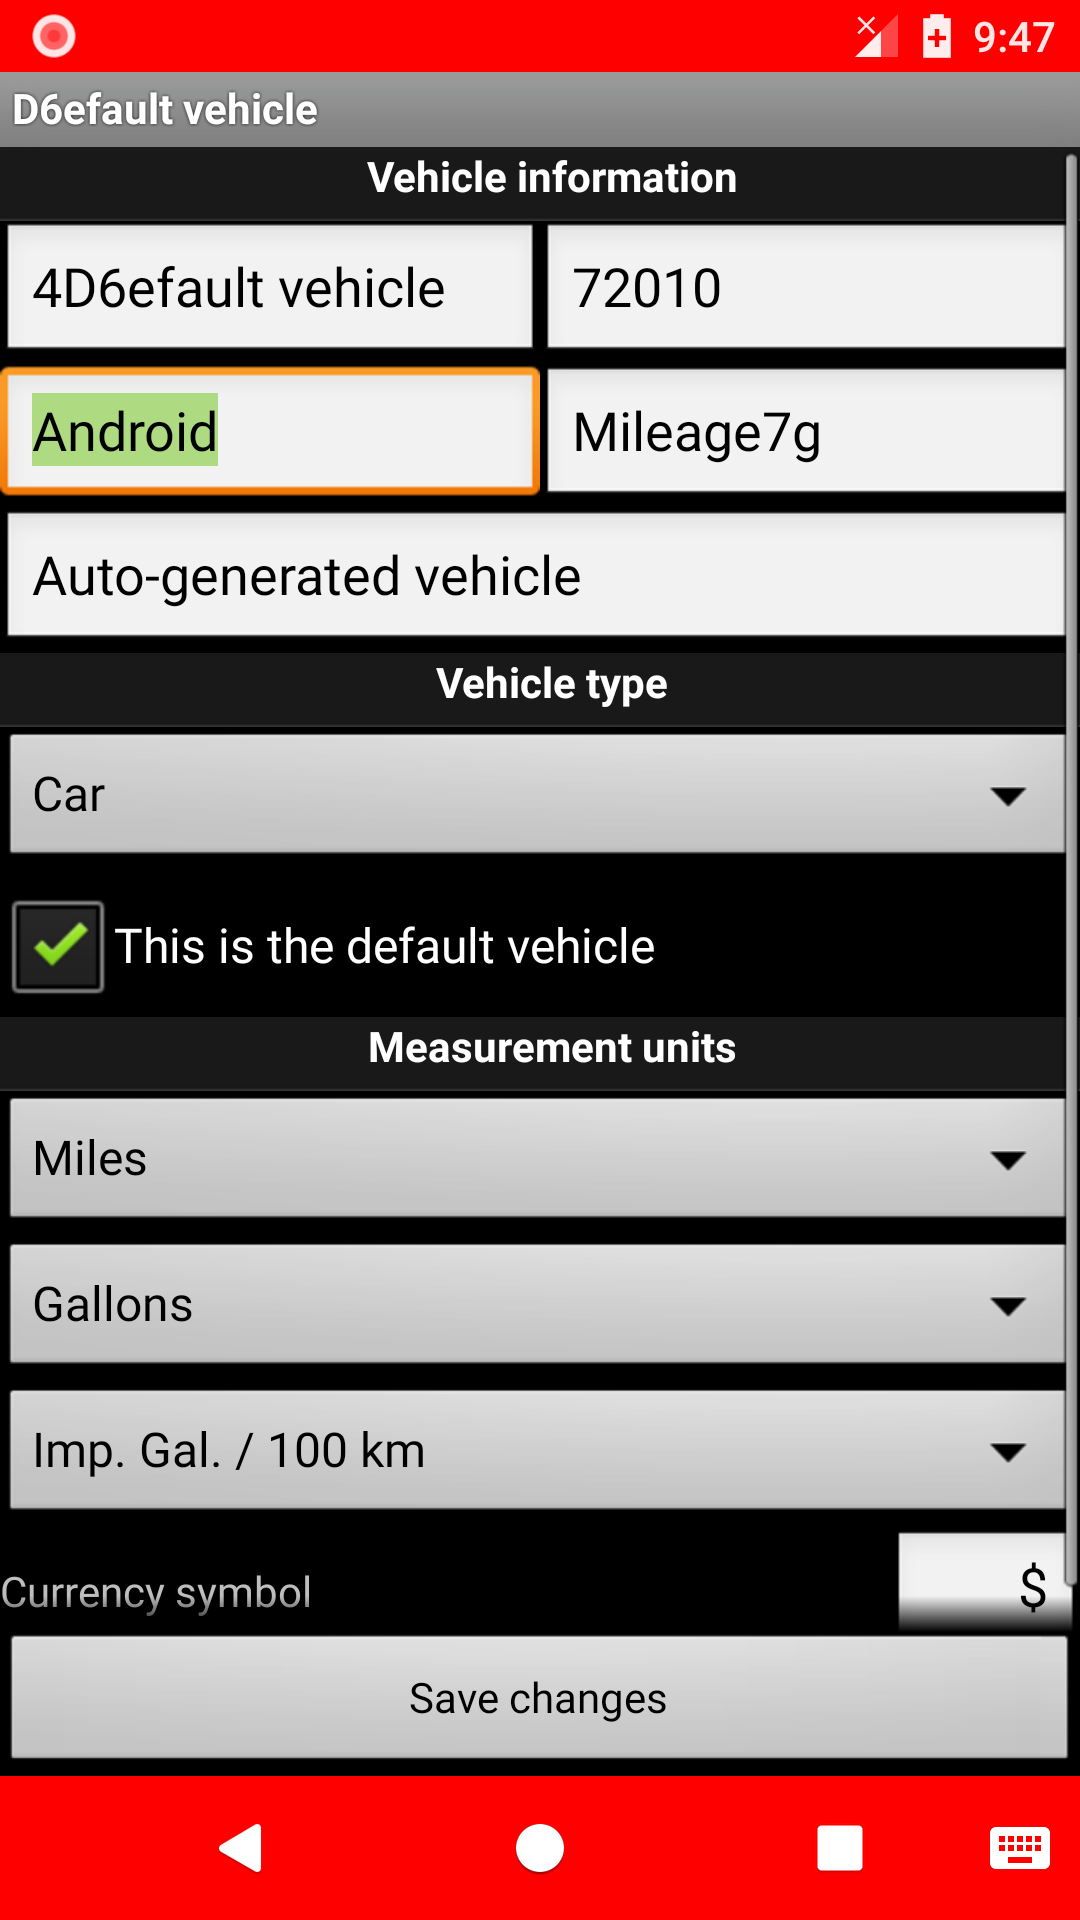 9:47
D6efault vehicle
Vehicle information
4D6efault vehicle
72010
Android
Mileage7g
Auto-generated vehicle
Vehicle type
Car
This is the default vehicle
Measurement units
Miles
Gallons
Imp. Gal. / 100 km
Currency symbol
$
Save changes